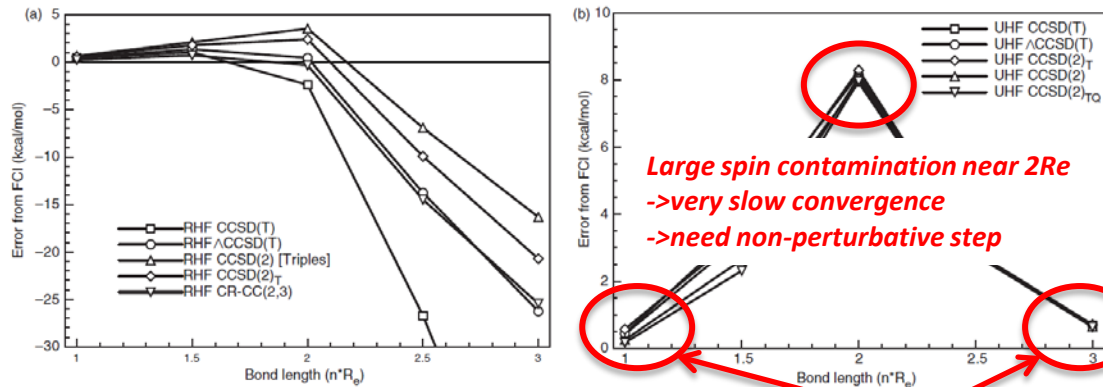 (a)
5
0
−5
−10
−15
−20
−25
−30
Error from FCI (kcal/mol)
RHF CCSD(T)
RHF ΛCCSD(T)
RHF CCSD(2) [Triples]
RHF CCSD(2)T
RHF CR-CC(2,3)
1 1.5 2 2.5 3
Bond length (n*Re)
(b)
10
8
6
4
2
0
Error from FCI (kcal/mol)
UHF CCSD(T)
UHF ΛCCSD(T)
UHF CCSD(2)T
UHF CCSD(2)
UHF CCSD(2)TQ
Large spin contamination near 2Re
->very slow convergence
->need non-perturbative step
1 1.5 2 2.5 3
Bond length (n*Re)